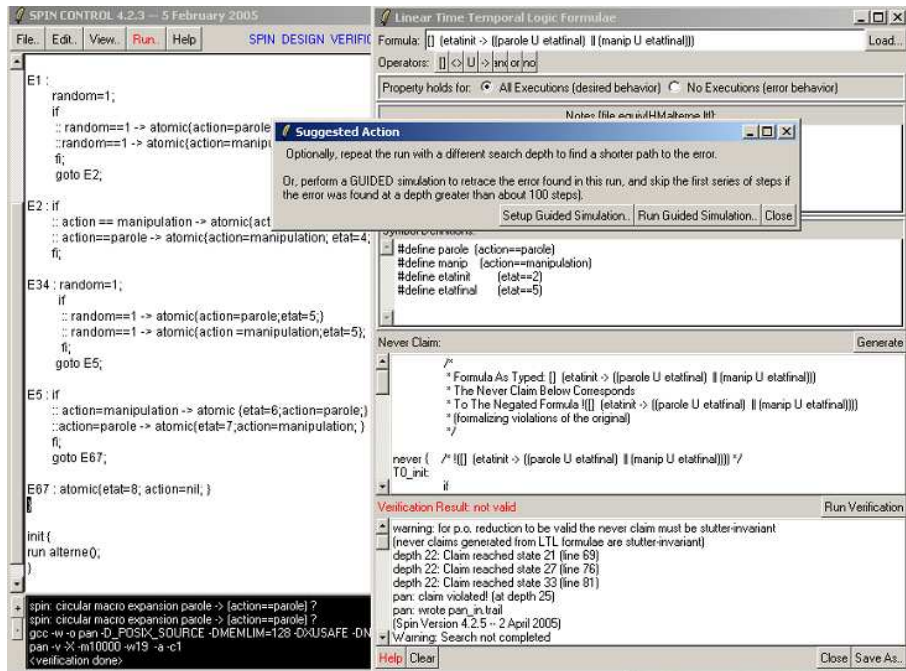 SPIN CONTROL 4.2.3 -- 5 February 2005
File.. Edit.. View.. Run.. Help SPIN DESIGN VERIFIC
E1 :
random=1;
if
:: random==1 -> atomic{action=parole
::random==1 -> atomic{action=manipu
fi;
goto E2;
E2 : if
:: action == manipulation -> atomic{act
:: action==parole -> atomic{action=manipulation; etat=4;
fi;
E34 : random=1;
if
:: random==1 -> atomic{action=parole;etat=5;}
:: random==1 -> atomic{action =manipulation;etat=5};
fi;
goto E5;
E5 : if
:: action=manipulation -> atomic {etat=6;action=parole;}
::action=parole -> atomic{etat=7;action=manipulation; }
fi;
goto E67;
E67 : atomic{etat=8; action=nil; }
}
init {
run alterne();
}
spin: circular macro expansion parole -> (action==parole) ?
spin: circular macro expansion parole -> (action==parole) ?
gcc -w -o pan -D_POSIX_SOURCE -DMEMLIM=128 -DXUSAFE -DN
pan -v -X -m10000 -w19 -a -c1
<verification done>
Linear Time Temporal Logic Formulae
Formula: [] (etatinit -> ((parole U etatfinal) || (manip U etatfinal))) Load...
Operators: [] <> U -> and or not
Property holds for: All Executions (desired behavior) No Executions (error behavior)
Notes [file equivIHMalterne.ltl]:
Suggested Action
Optionally, repeat the run with a different search depth to find a shorter path to the error.
Or, perform a GUIDED simulation to retrace the error found in this run, and skip the first series of steps if
the error was found at a depth greater than about 100 steps).
Setup Guided Simulation.. Run Guided Simulation.. Close
Symbol Definitions:
#define parole (action==parole)
#define manip (action==manipulation)
#define etatinit (etat==2)
#define etatfinal (etat==5)
Never Claim: Generate
/*
* Formula As Typed: [] (etatinit -> ((parole U etatfinal) || (manip U etatfinal)))
* The Never Claim Below Corresponds
* To The Negated Formula !([] (etatinit -> ((parole U etatfinal) || (manip U etatfinal))))
* (formalizing violations of the original)
*/
never { /* !([] (etatinit -> ((parole U etatfinal) || (manip U etatfinal)))) */
T0_init:
if
Verification Result: not valid Run Verification
warning: for p.o. reduction to be valid the never claim must be stutter-invariant
(never claims generated from LTL formulae are stutter-invariant)
depth 22: Claim reached state 21 (line 69)
depth 22: Claim reached state 27 (line 76)
depth 22: Claim reached state 33 (line 81)
pan: claim violated! (at depth 25)
pan: wrote pan_in.trail
(Spin Version 4.2.5 -- 2 April 2005)
Warning: Search not completed
Help Clear Close Save As..